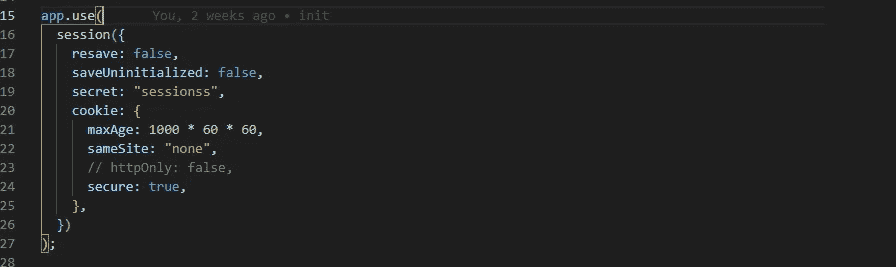 15 app.use( You, 2 weeks ago • init
16 session({
17 resave: false,
18 saveUninitialized: false,
19 secret: "sessionss",
20 cookie: {
21 maxAge: 1000 * 60 * 60,
22 sameSite: "none",
23 // httpOnly: false,
24 secure: true,
25 },
26 })
27 );
28